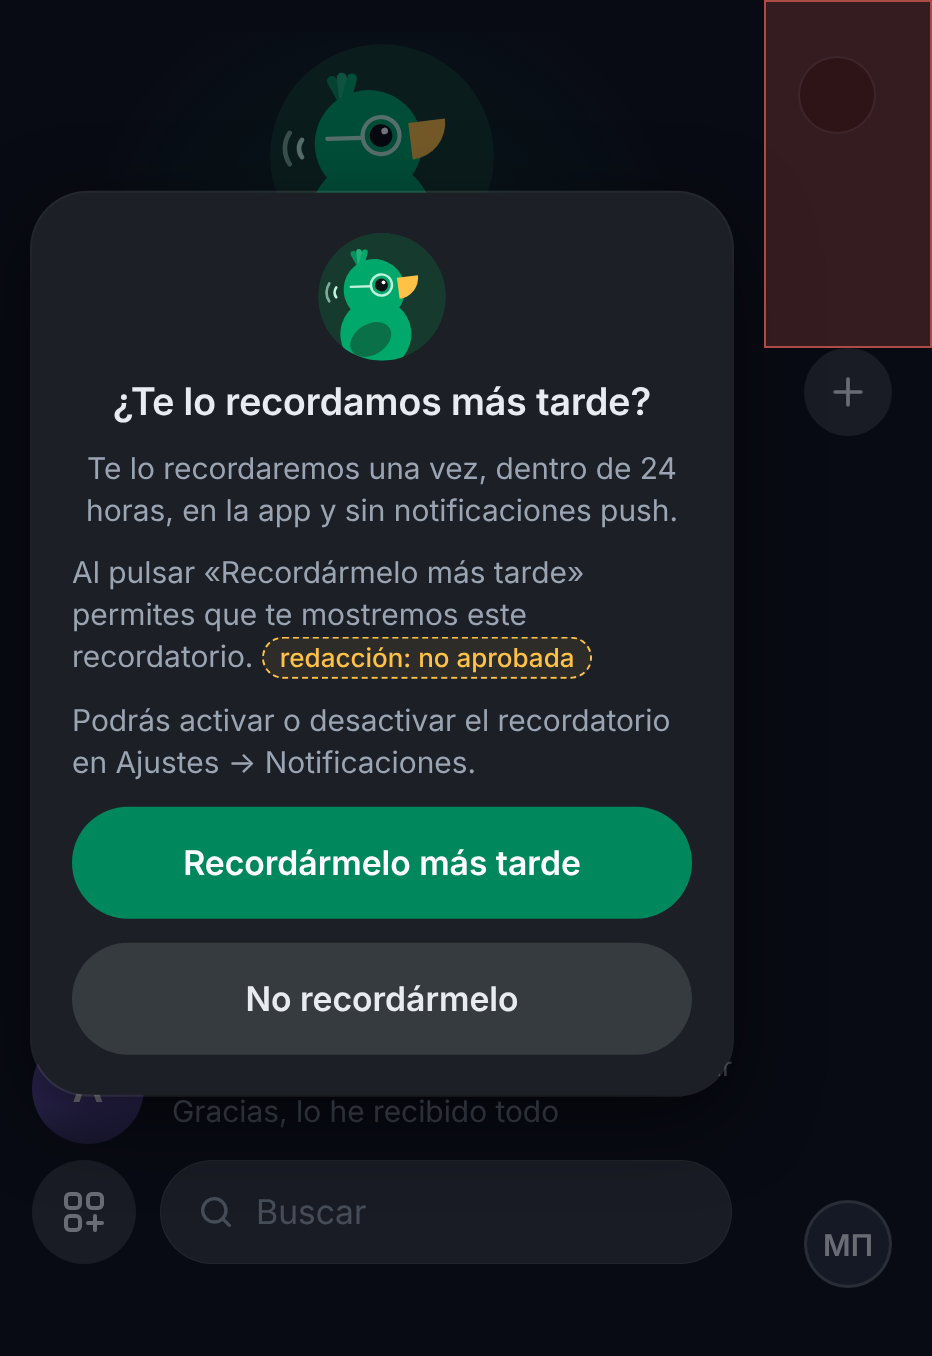 ¿Te lo recordamos más tarde?
Te lo recordaremos una vez, dentro de 24
horas, en la app y sin notificaciones push.
Al pulsar «Recordármelo más tarde»
permites que te mostremos este
recordatorio. redacción: no aprobada
Podrás activar o desactivar el recordatorio
en Ajustes → Notificaciones.
Recordármelo más tarde
No recordármelo
Gracias, lo he recibido todo
Buscar
МП